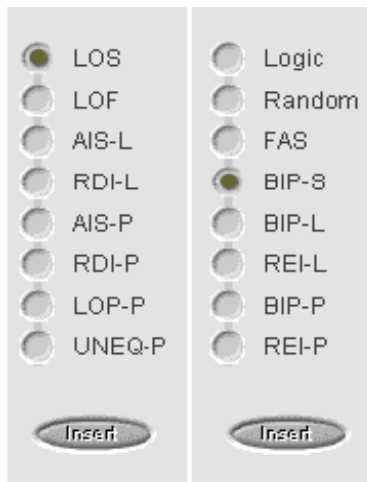 LOS
LOF
AIS-L
RDI-L
AIS-P
RDI-P
LOP-P
UNEQ-P
Insert
Logic
Random
FAS
BIP-S
BIP-L
REI-L
BIP-P
REI-P
Insert